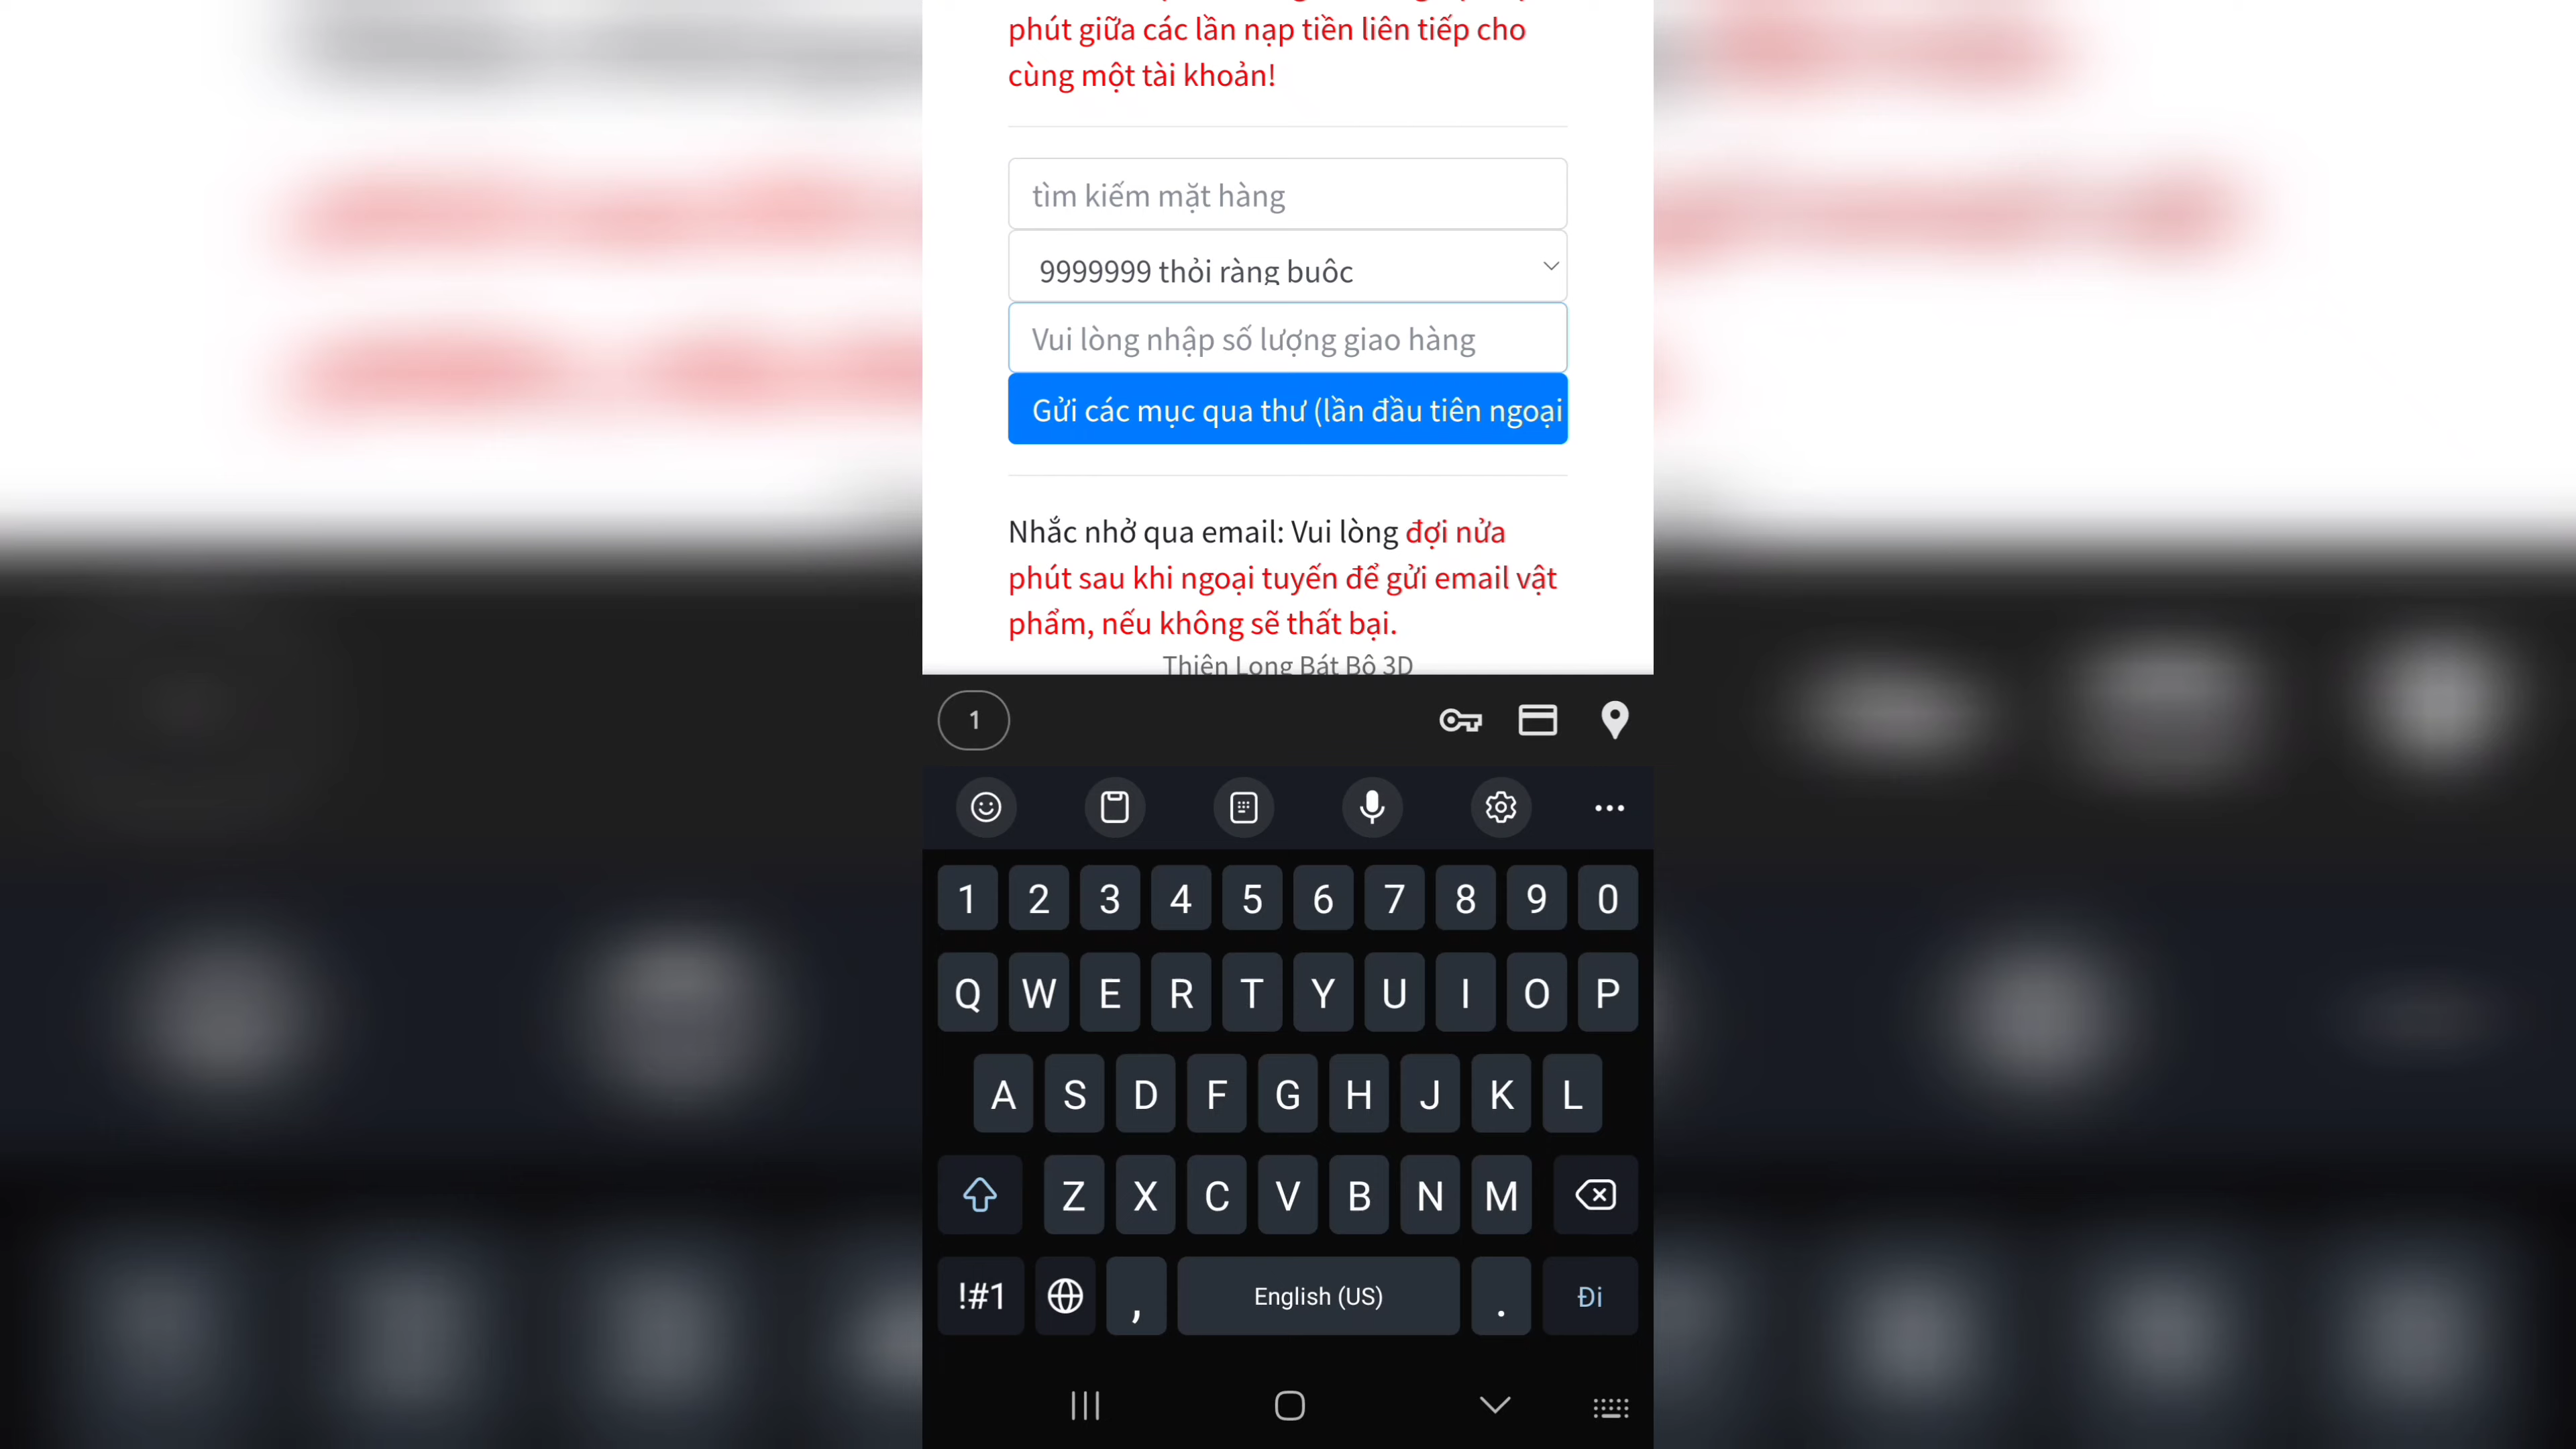 phút giữa các lần nạp tiền liên tiếp cho
cùng một tài khoản!
tìm kiếm mặt hàng
9999999 thỏi ràng buộc
Vui lòng nhập số lượng giao hàng
Gửi các mục qua thư (lần đầu tiên ngoại
Nhắc nhở qua email: Vui lòng đợi nửa
phút sau khi ngoại tuyến để gửi email vật
phẩm, nếu không sẽ thất bại.
Thiên Long Bát Bộ 3D
1
1 2 3 4 5 6 7 8 9 0
Q W E R T Y U I O P
A S D F G H J K L
Z X C V B N M
!#1 , English (US) . Đi